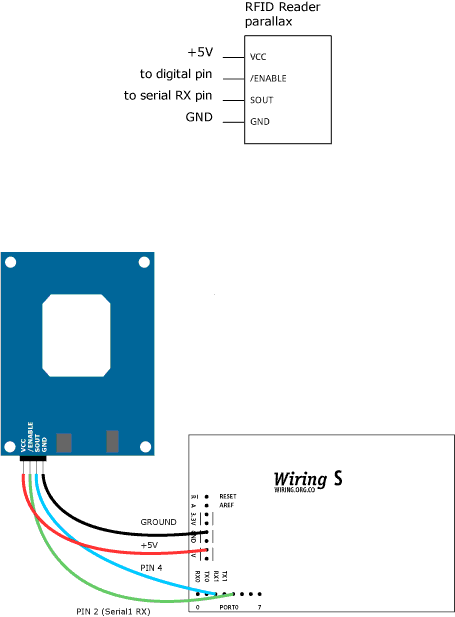 RFID Reader
parallax
+5V
VCC
to digital pin
/ENABLE
to serial RX pin
SOUT
GND
GND
VCC
/ENABLE
SOUT
GND
Wiring S
WIRING.ORG.CO
R
RESET
A
AREF
3.3V
GND
V
GROUND
+5V
PIN 4
PIN 2 (Serial1 RX)
RX0
TX0
RX1
TX1
0
PORT0
7